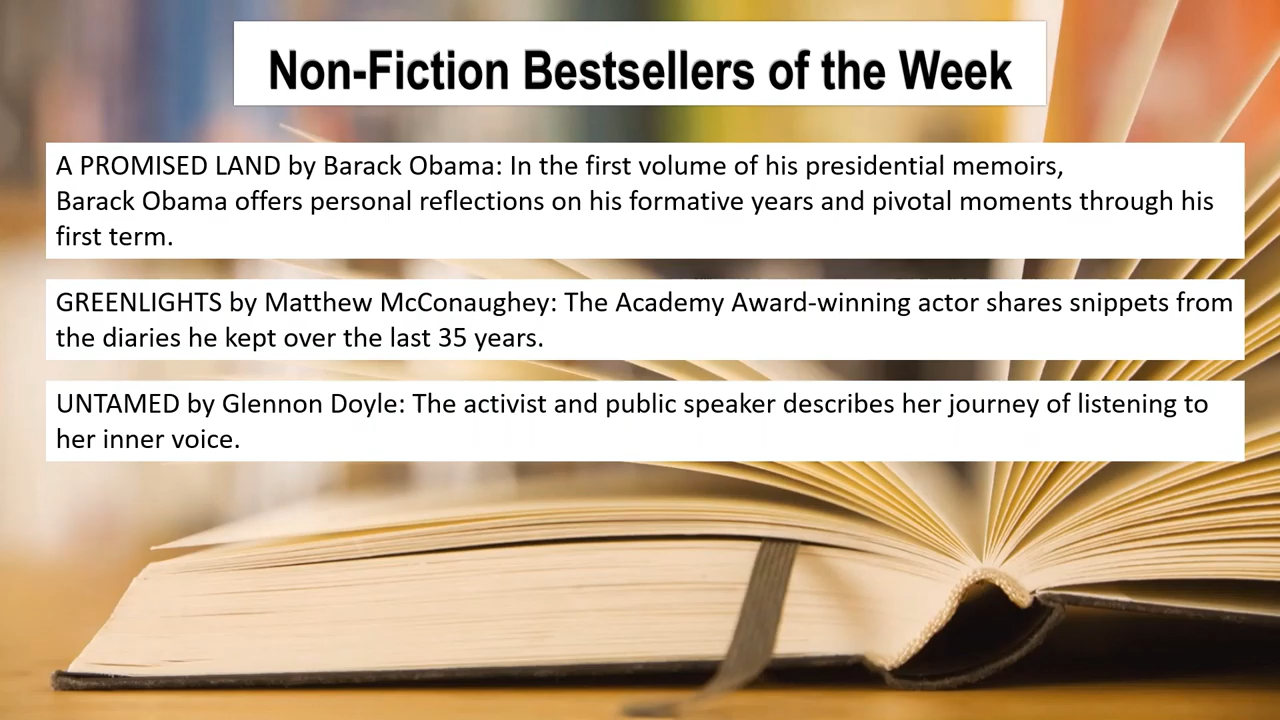 Non-Fiction Bestsellers of the Week
A PROMISED LAND by Barack Obama: In the first volume of his presidential memoirs,
Barack Obama offers personal reflections on his formative years and pivotal moments through his
first term.
GREENLIGHTS by Matthew McConaughey: The Academy Award-winning actor shares snippets from
the diaries he kept over the last 35 years.
UNTAMED by Glennon Doyle: The activist and public speaker describes her journey of listening to
her inner voice.